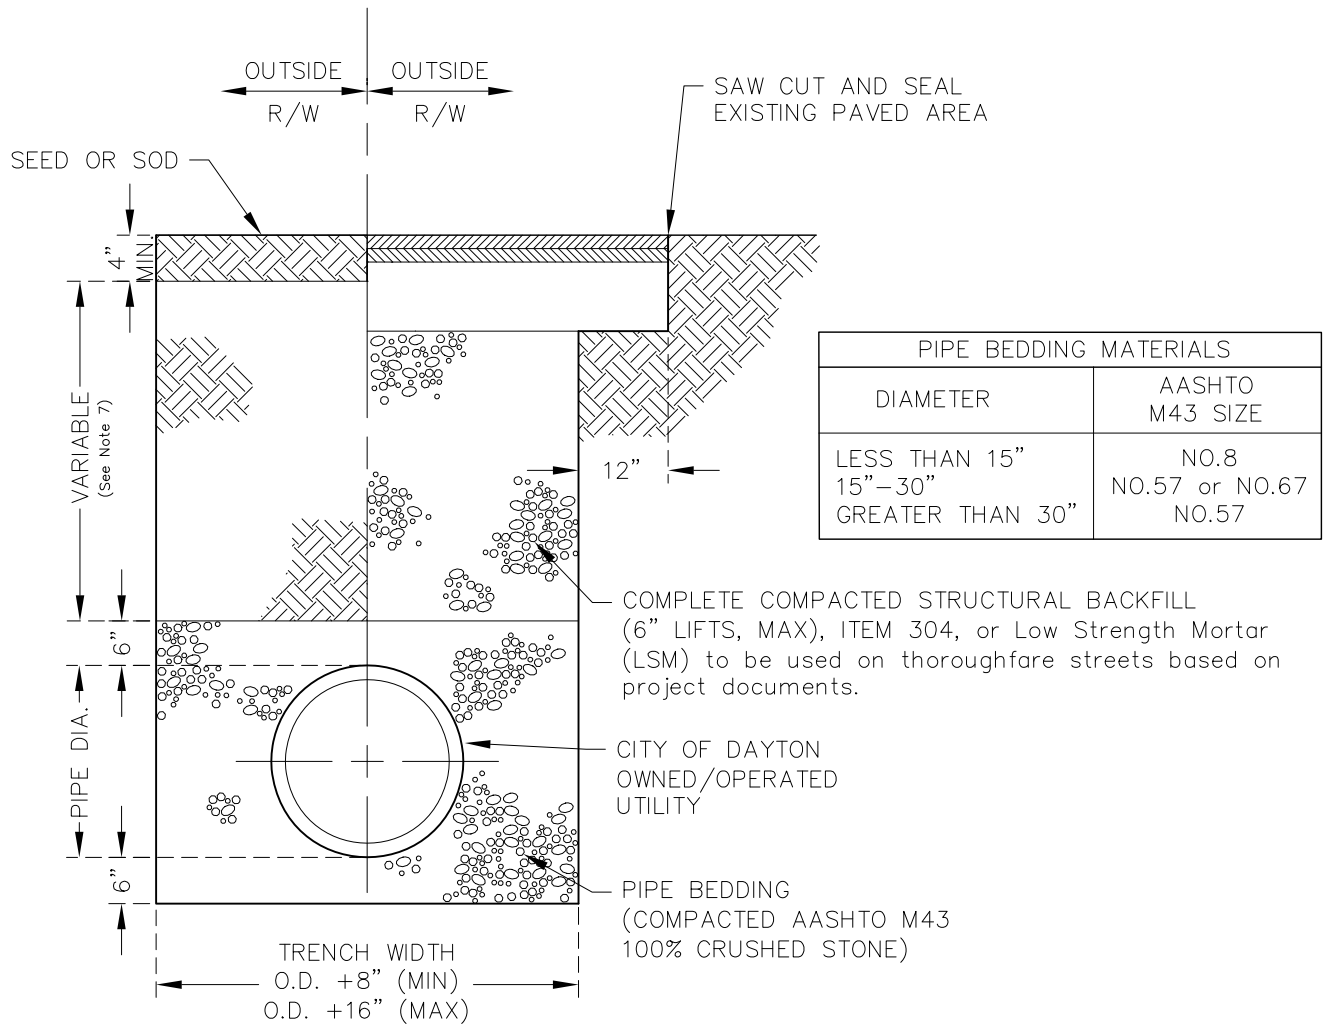 OUTSIDE
R/W
OUTSIDE
R/W
SAW CUT AND SEAL
EXISTING PAVED AREA
SEED OR SOD
4"
MIN.
VARIABLE
(See Note 7)
6"
PIPE DIA.
6"
12"
PIPE BEDDING MATERIALS
DIAMETER
AASHTO
M43 SIZE
LESS THAN 15"
NO.8
15"-30"
NO.57 or NO.67
GREATER THAN 30"
NO.57
COMPLETE COMPACTED STRUCTURAL BACKFILL
(6" LIFTS, MAX), ITEM 304, or Low Strength Mortar
(LSM) to be used on thoroughfare streets based on
project documents.
CITY OF DAYTON
OWNED/OPERATED
UTILITY
PIPE BEDDING
(COMPACTED AASHTO M43
100% CRUSHED STONE)
TRENCH WIDTH
O.D. +8" (MIN)
O.D. +16" (MAX)